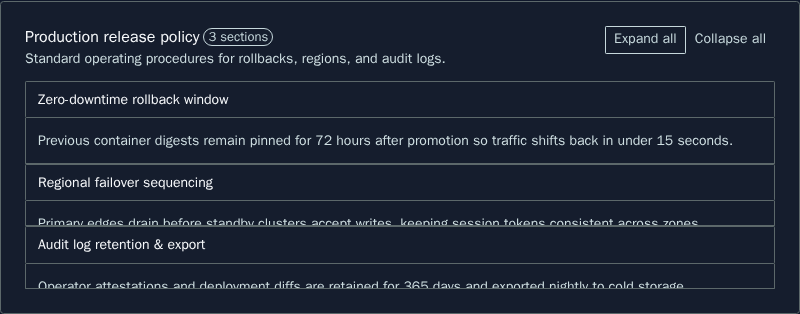 Production release policy 3 sections
Standard operating procedures for rollbacks, regions, and audit logs.
Expand all Collapse all
Zero-downtime rollback window
Previous container digests remain pinned for 72 hours after promotion so traffic shifts back in under 15 seconds.
Regional failover sequencing
Primary edges drain before standby clusters accept writes, keeping session tokens consistent across zones.
Audit log retention & export
Operator attestations and deployment diffs are retained for 365 days and exported nightly to cold storage.